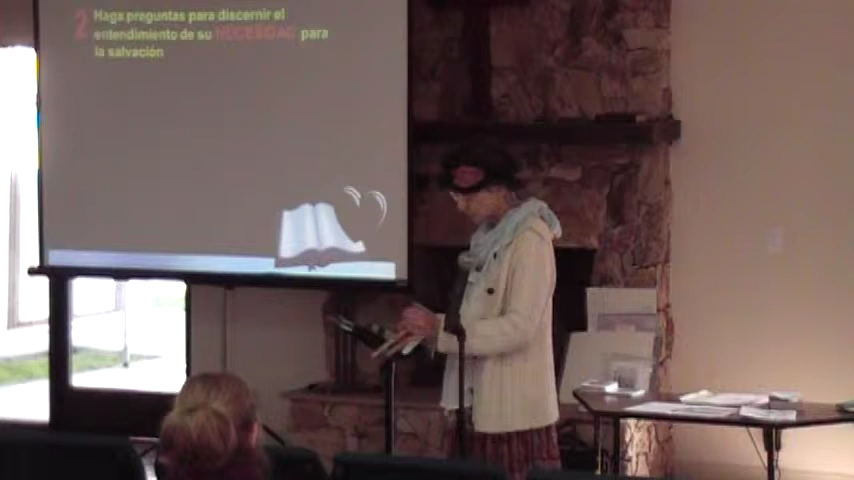 2 Haga preguntas para discernir el
entendimiento de su NECESIDAD para
la salvación